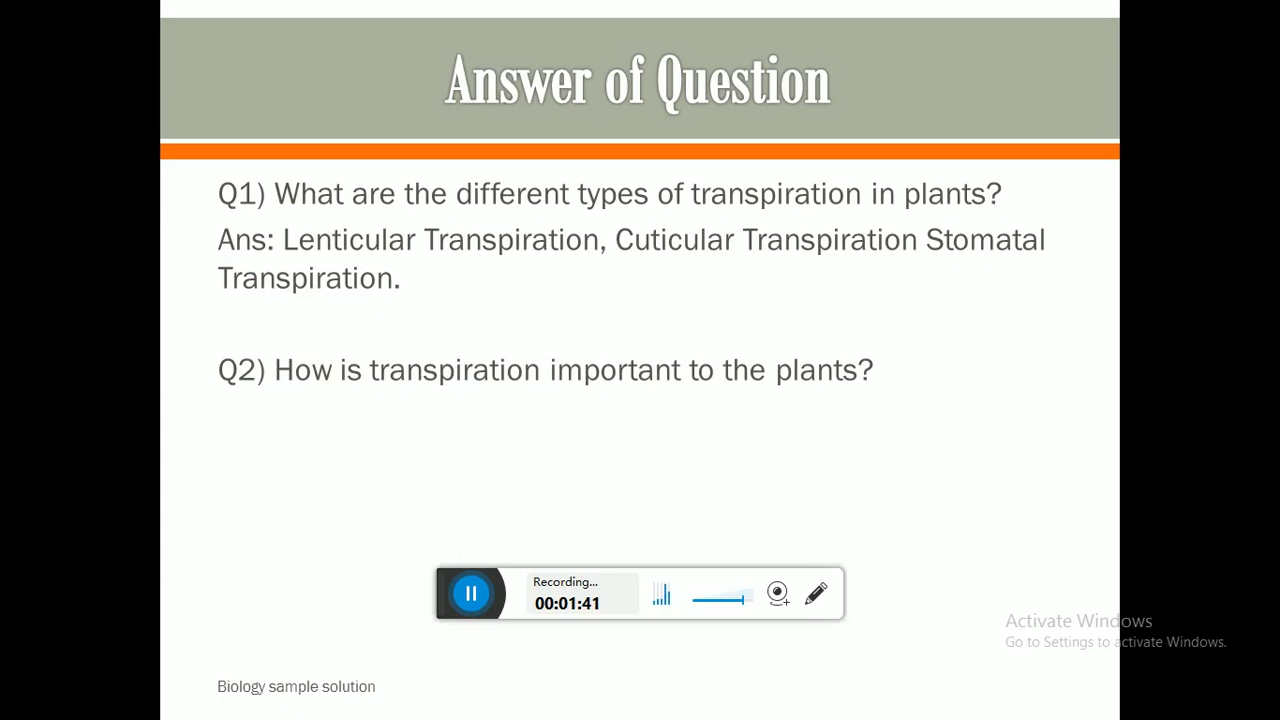 Answer of Question
Q1) What are the different types of transpiration in plants?
Ans: Lenticular Transpiration, Cuticular Transpiration Stomatal
Transpiration.
Q2) How is transpiration important to the plants?
Recording...
00:01:41
Activate Windows
Go to Settings to activate Windows.
Biology sample solution